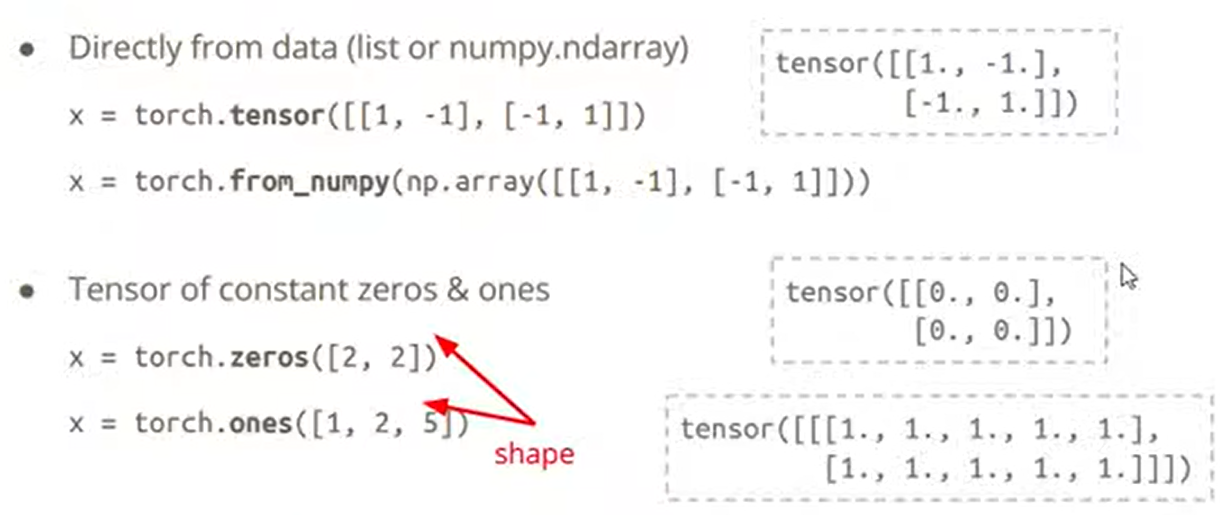 • Directly from data (list or numpy.ndarray)
x = torch.tensor([[1, -1], [-1, 1]])
x = torch.from_numpy(np.array([[1, -1], [-1, 1]]))
tensor([[1., -1.],
[-1., 1.]])
• Tensor of constant zeros & ones
x = torch.zeros([2, 2])
x = torch.ones([1, 2, 5])
shape
tensor([[0., 0.],
[0., 0.]])
tensor([[[1., 1., 1., 1., 1.],
[1., 1., 1., 1., 1.]]])